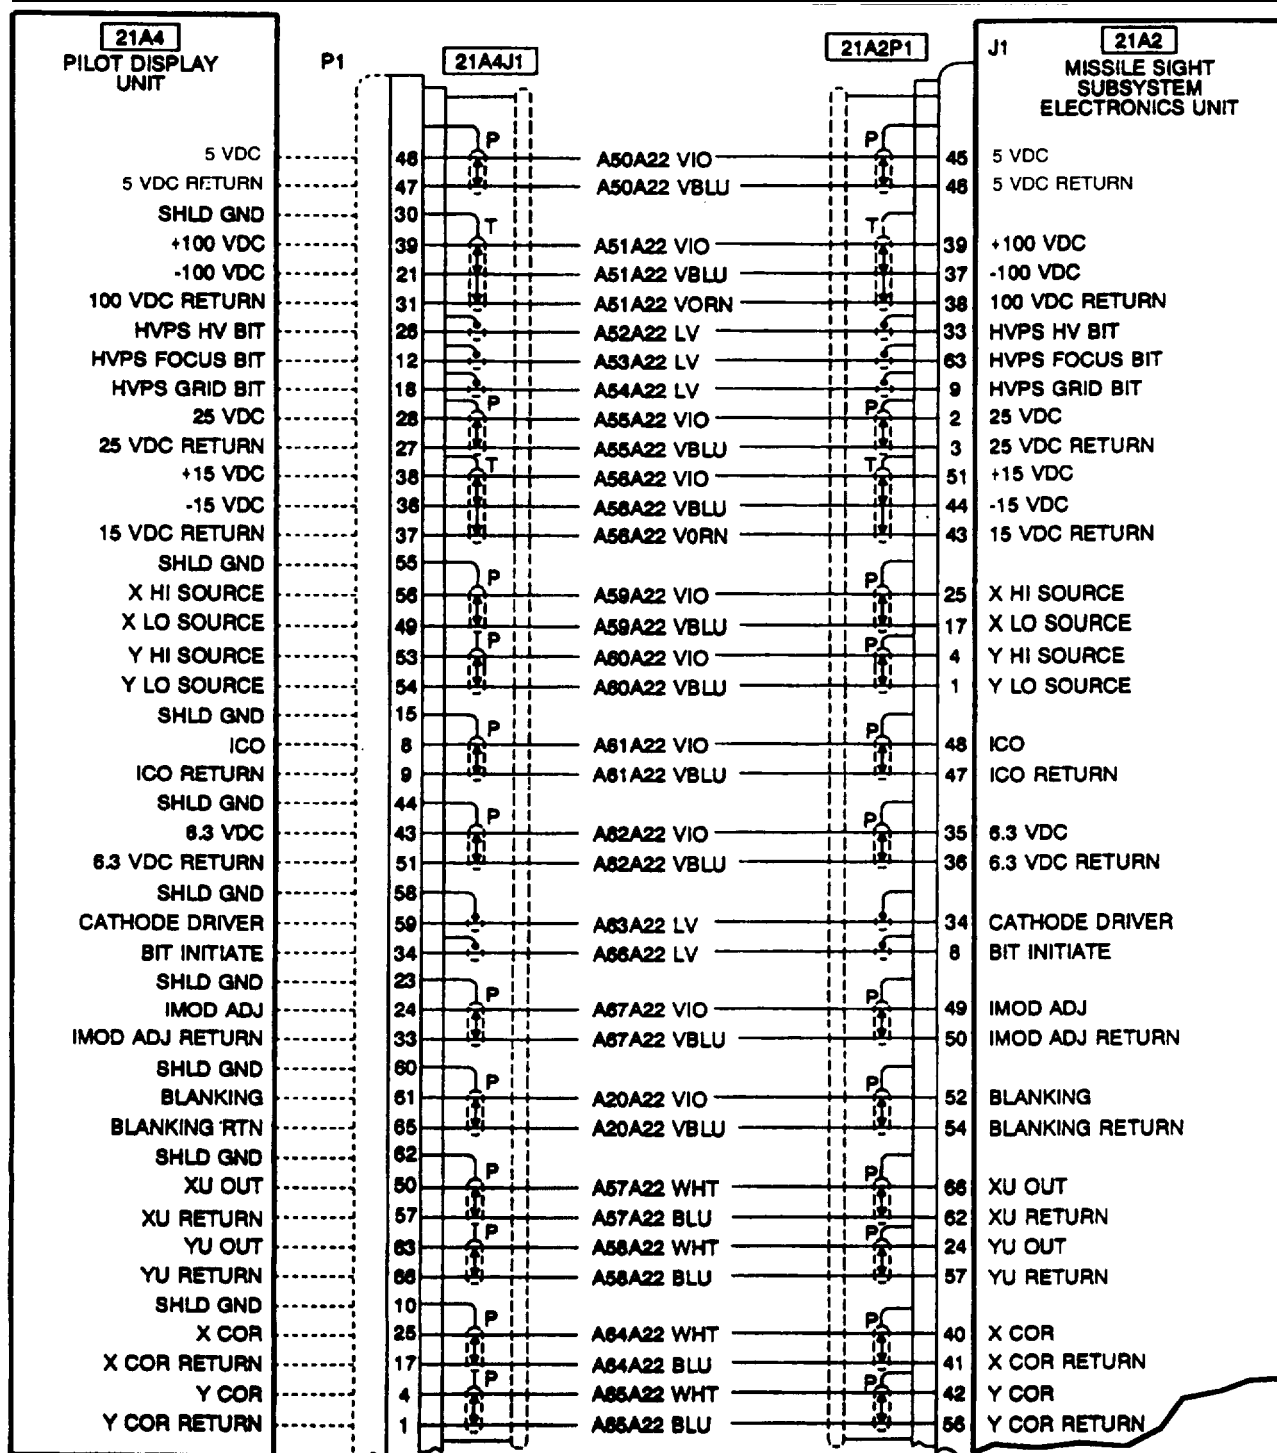 21A4 P1 21A4J1 21A2P1 J1 21A2
PILOT DISPLAY UNIT
MISSILE SIGHT SUBSYSTEM ELECTRONICS UNIT
P P
5 VDC 46 A50A22 VIO 45 5 VDC
5 VDC RETURN 47 A50A22 VBLU 46 5 VDC RETURN
SHLD GND 30
T T
+100 VDC 39 A51A22 VIO 39 +100 VDC
-100 VDC 21 A51A22 VBLU 37 -100 VDC
100 VDC RETURN 31 A51A22 VORN 38 100 VDC RETURN
HVPS HV BIT 26 A52A22 LV 33 HVPS HV BIT
HVPS FOCUS BIT 12 A53A22 LV 63 HVPS FOCUS BIT
HVPS GRID BIT 18 A54A22 LV 9 HVPS GRID BIT
P P
25 VDC 28 A55A22 VIO 2 25 VDC
25 VDC RETURN 27 A55A22 VBLU 3 25 VDC RETURN
T T
+15 VDC 38 A56A22 VIO 51 +15 VDC
-15 VDC 36 A56A22 VBLU 44 -15 VDC
15 VDC RETURN 37 A56A22 V0RN 43 15 VDC RETURN
SHLD GND 55
P P
X HI SOURCE 56 A59A22 VIO 25 X HI SOURCE
X LO SOURCE 49 A59A22 VBLU 17 X LO SOURCE
P P
Y HI SOURCE 53 A60A22 VIO 4 Y HI SOURCE
Y LO SOURCE 54 A60A22 VBLU 1 Y LO SOURCE
SHLD GND 15
P P
ICO 8 A61A22 VIO 48 ICO
ICO RETURN 9 A61A22 VBLU 47 ICO RETURN
SHLD GND 44
P P
6.3 VDC 43 A62A22 VIO 35 6.3 VDC
6.3 VDC RETURN 51 A62A22 VBLU 36 6.3 VDC RETURN
SHLD GND 58
CATHODE DRIVER 59 A63A22 LV 34 CATHODE DRIVER
BIT INITIATE 34 A66A22 LV 8 BIT INITIATE
SHLD GND 23
P P
IMOD ADJ 24 A67A22 VIO 49 IMOD ADJ
IMOD ADJ RETURN 33 A67A22 VBLU 50 IMOD ADJ RETURN
SHLD GND 60
P P
BLANKING 61 A20A22 VIO 52 BLANKING
BLANKING RTN 65 A20A22 VBLU 54 BLANKING RETURN
SHLD GND 62
P P
XU OUT 50 A57A22 WHT 66 XU OUT
XU RETURN 57 A57A22 BLU 62 XU RETURN
P P
YU OUT 63 A58A22 WHT 24 YU OUT
YU RETURN 66 A58A22 BLU 57 YU RETURN
SHLD GND 10
P P
X COR 25 A64A22 WHT 40 X COR
X COR RETURN 17 A64A22 BLU 41 X COR RETURN
P P
Y COR 4 A65A22 WHT 42 Y COR
Y COR RETURN 1 A65A22 BLU 56 Y COR RETURN